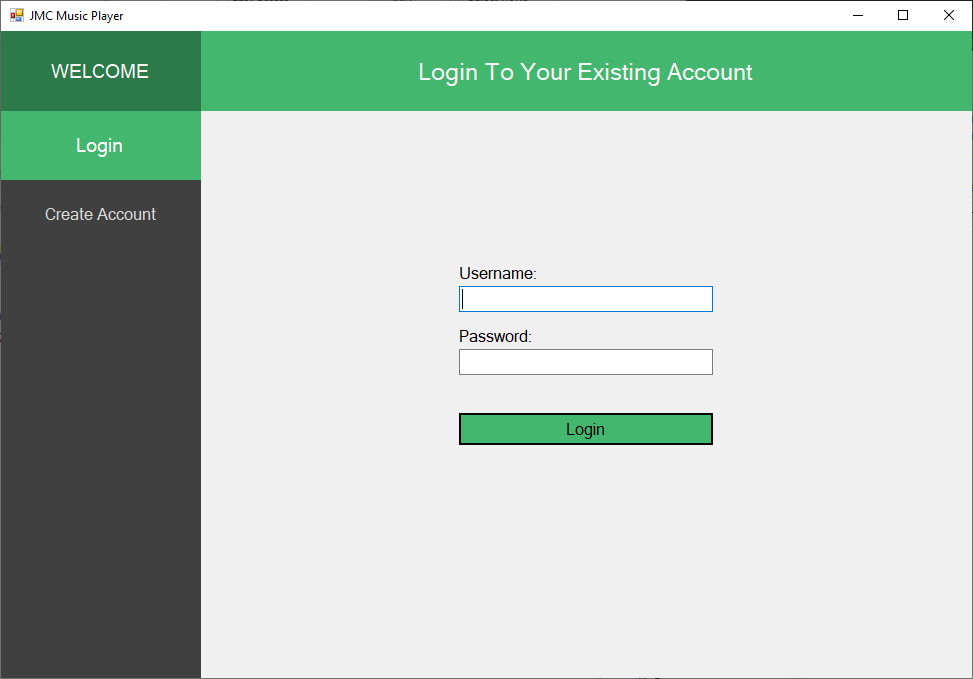 JMC Music Player
WELCOME
Login To Your Existing Account
Login
Create Account
Username:
Password:
Login